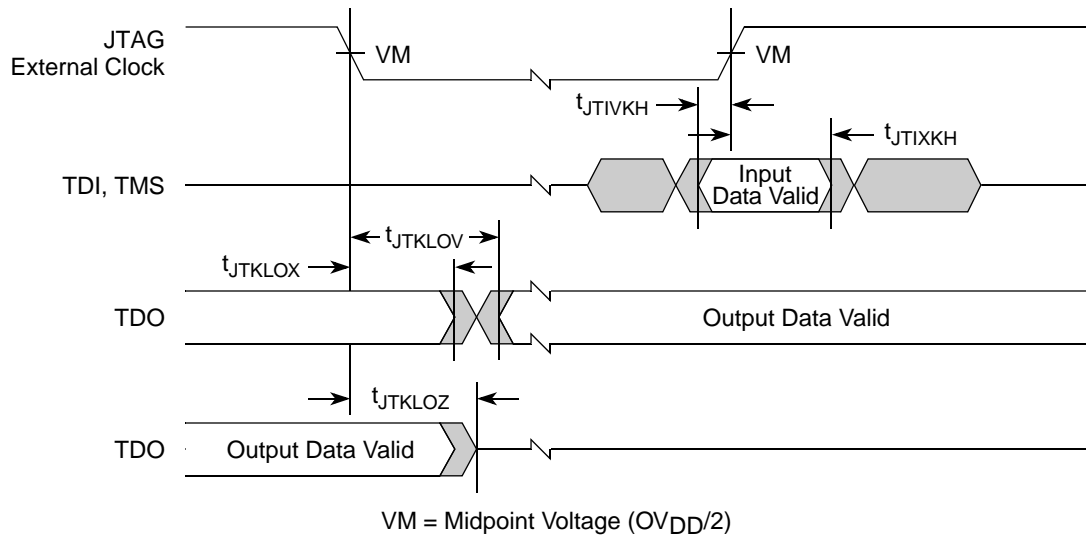 JTAG
External Clock
VM
VM
tJTIVKH
tJTIXKH
TDI, TMS
Input
Data Valid
tJTKLOV
tJTKLOX
TDO
Output Data Valid
tJTKLOZ
TDO
Output Data Valid
VM = Midpoint Voltage (OVDD/2)